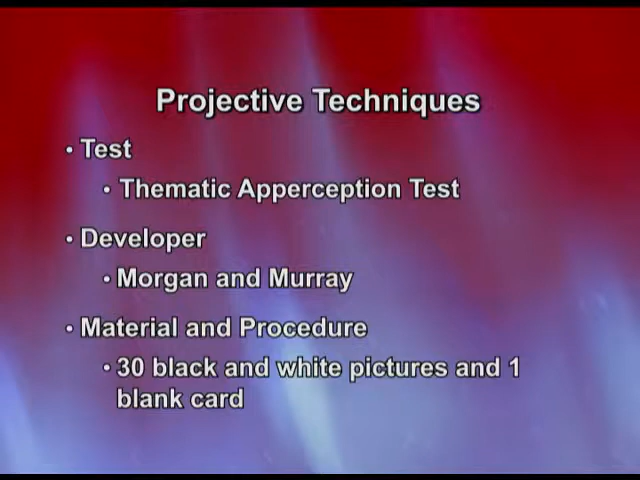 Projective Techniques
• Test
• Thematic Apperception Test
• Developer
• Morgan and Murray
• Material and Procedure
• 30 black and white pictures and 1
blank card